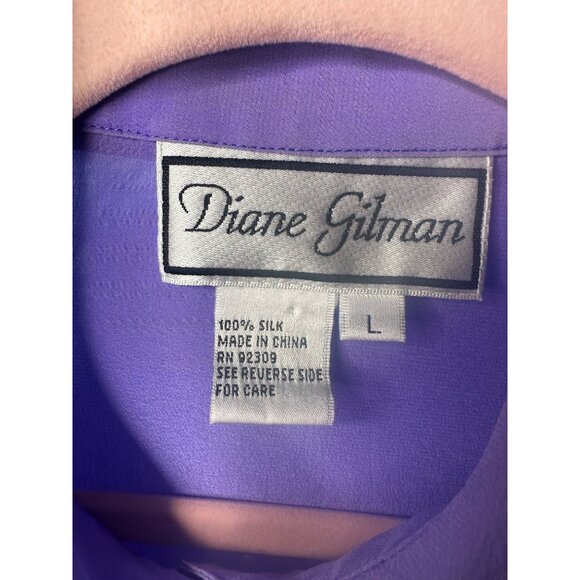 Diane Gilman
L
100% SILK
MADE IN CHINA
RN 92309
SEE REVERSE SIDE
FOR CARE